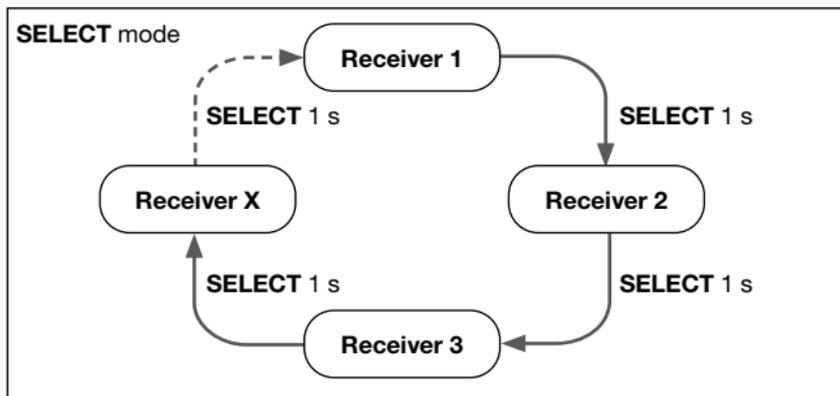 SELECT mode
Receiver 1
SELECT 1 s
SELECT 1 s
Receiver X
Receiver 2
SELECT 1 s
SELECT 1 s
Receiver 3